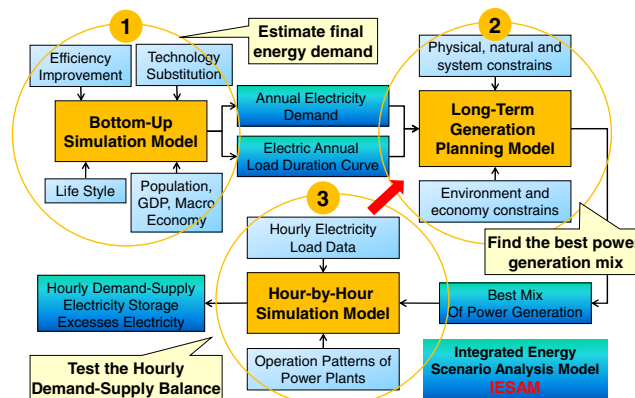 1
Estimate final
energy demand
2
Efficiency
Improvement
Technology
Substitution
Physical, natural and
system constrains
Bottom-Up
Simulation Model
Annual Electricity
Demand
Electric Annual
Load Duration Curve
Long-Term
Generation
Planning Model
Life Style
Population,
GDP, Macro
Economy
3
Environment and
economy constrains
Hourly Electricity
Load Data
Find the best power
generation mix
Hourly Demand-Supply
Electricity Storage
Excesses Electricity
Hour-by-Hour
Simulation Model
Best Mix
Of Power Generation
Test the Hourly
Demand-Supply Balance
Operation Patterns of
Power Plants
Integrated Energy
Scenario Analysis Model
IESAM